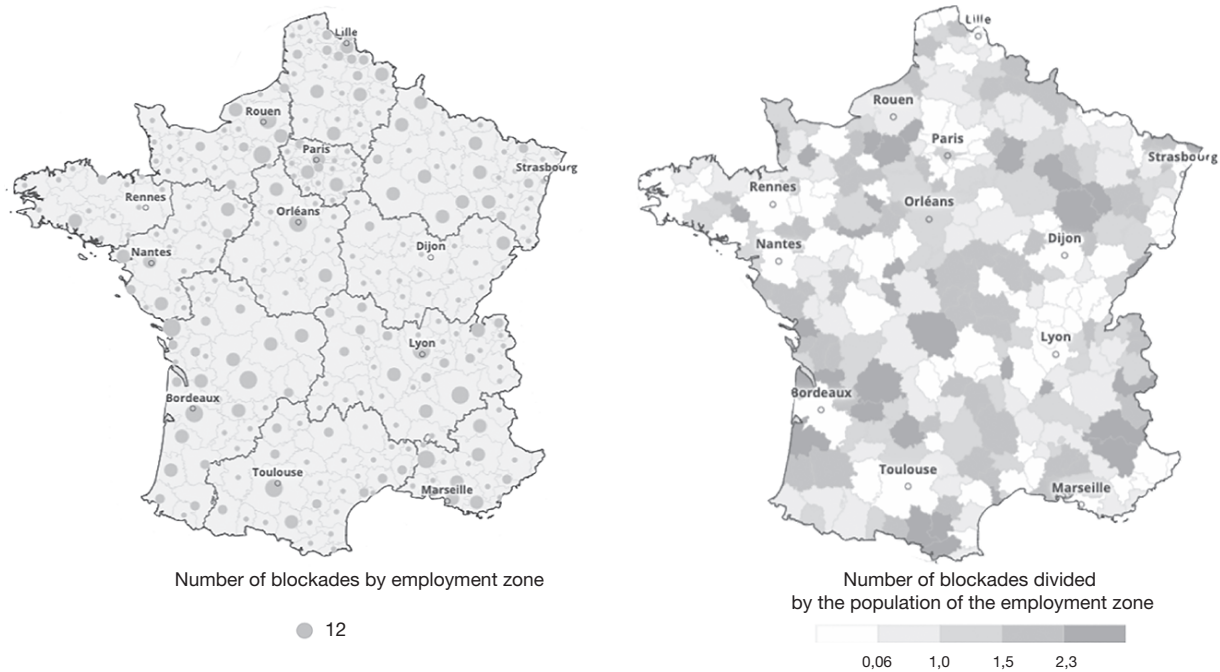 Lille
Rouen
Paris
Strasbourg
Rennes
Orléans
Nantes
Dijon
Lyon
Bordeaux
Toulouse
Marseille
Number of blockades by employment zone
12
Lille
Rouen
Paris
Strasbourg
Rennes
Orléans
Nantes
Dijon
Lyon
Bordeaux
Toulouse
Marseille
Number of blockades divided
by the population of the employment zone
0,06 1,0 1,5 2,3